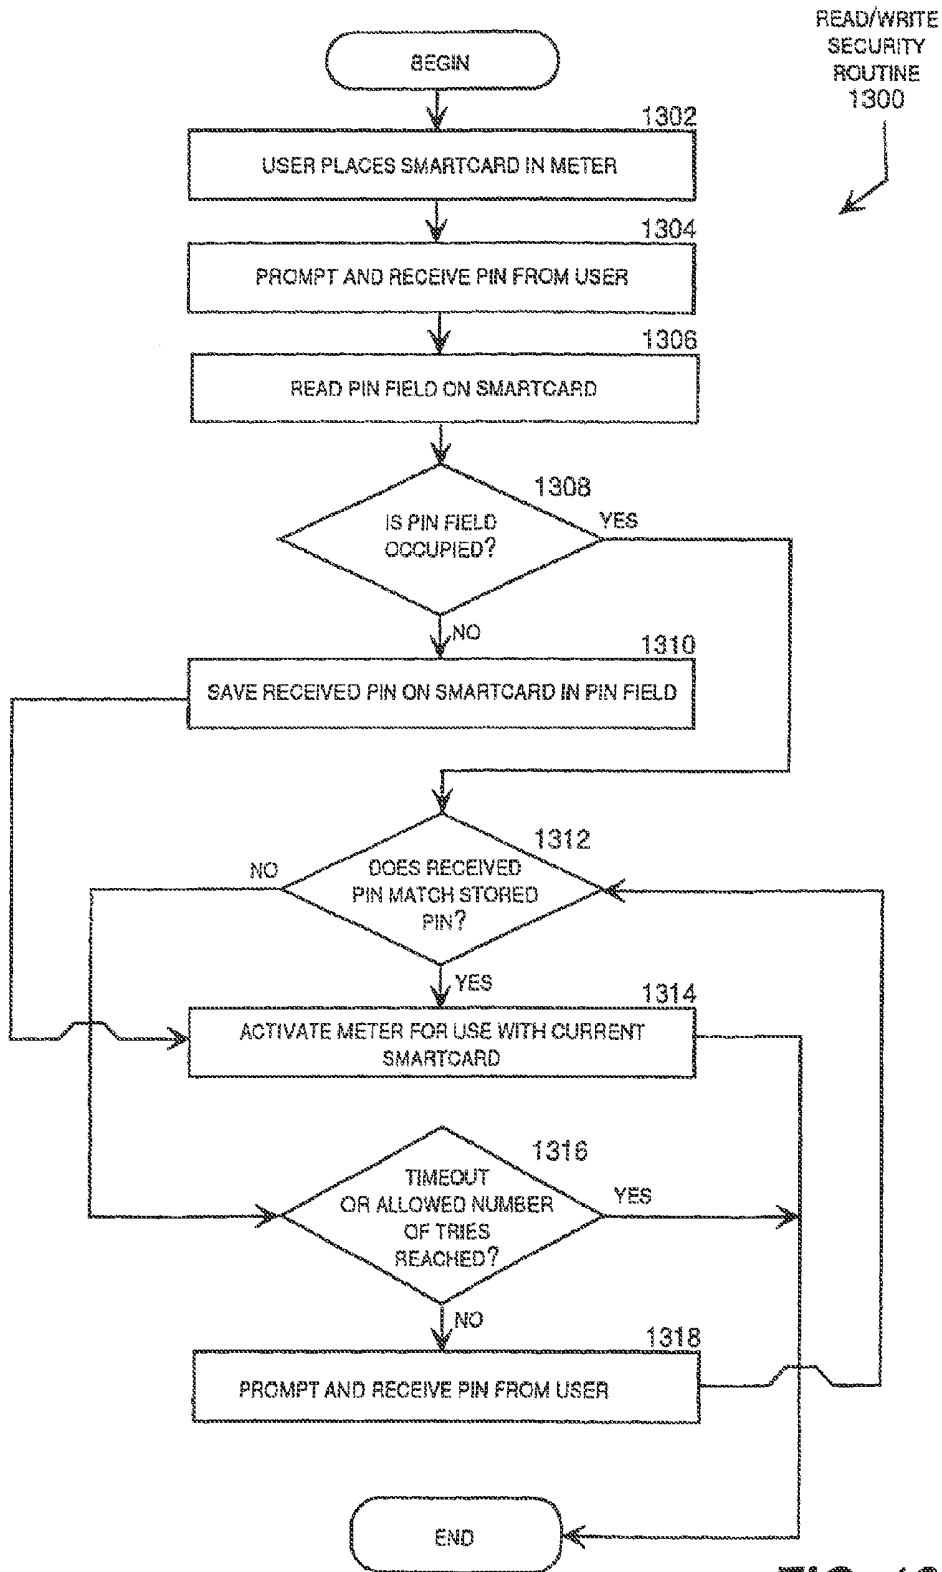 READ/WRITE
SECURITY
ROUTINE
1300
BEGIN
1302
USER PLACES SMARTCARD IN METER
1304
PROMPT AND RECEIVE PIN FROM USER
1306
READ PIN FIELD ON SMARTCARD
1308
IS PIN FIELD
OCCUPIED?
YES
NO
1310
SAVE RECEIVED PIN ON SMARTCARD IN PIN FIELD
1312
DOES RECEIVED
PIN MATCH STORED
PIN?
NO
YES
1314
ACTIVATE METER FOR USE WITH CURRENT
SMARTCARD
1316
TIMEOUT
OR ALLOWED NUMBER
OF TRIES
REACHED?
YES
NO
1318
PROMPT AND RECEIVE PIN FROM USER
END